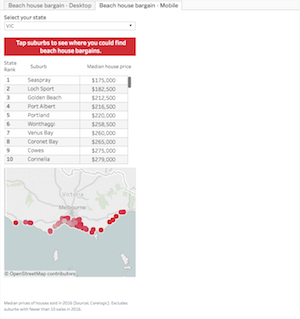 Beach house bargain - Desktop
Beach house bargain - Mobile
Select your state
VIC
Tap suburbs to see where you could find
beach house bargains.
State
Rank
Suburb
Median house price
1 Seaspray $175,000
2 Loch Sport $182,500
3 Golden Beach $212,500
4 Port Albert $216,500
5 Portland $220,000
6 Wonthaggi $258,500
7 Venus Bay $260,000
8 Coronet Bay $265,000
9 Cowes $275,000
10 Corinella $279,000
Victoria
Melbourne
© OpenStreetMap contributors
Median prices of houses sold in 2016 (Source: Corelogic). Excludes
suburbs with fewer than 10 sales in 2016.